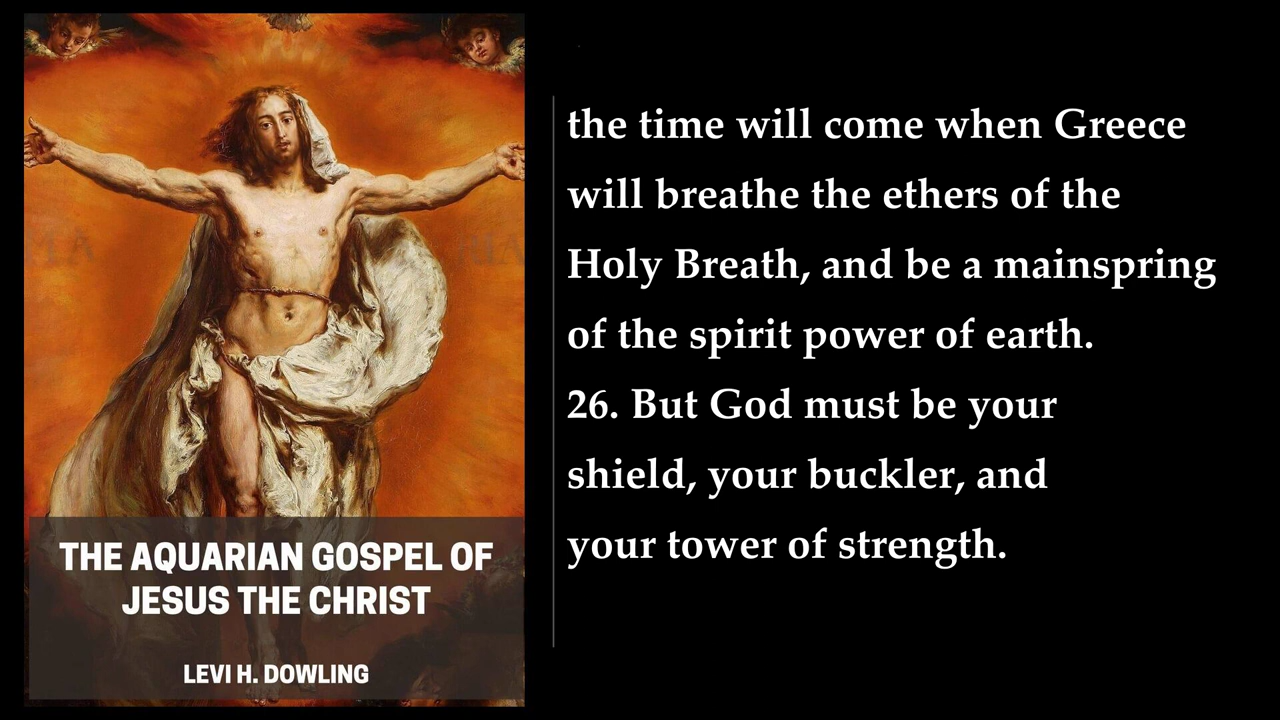 THE AQUARIAN GOSPEL OF
JESUS THE CHRIST
LEVI H. DOWLING
the time will come when Greece
will breathe the ethers of the
Holy Breath, and be a mainspring
of the spirit power of earth.
26. But God must be your
shield, your buckler, and
your tower of strength.